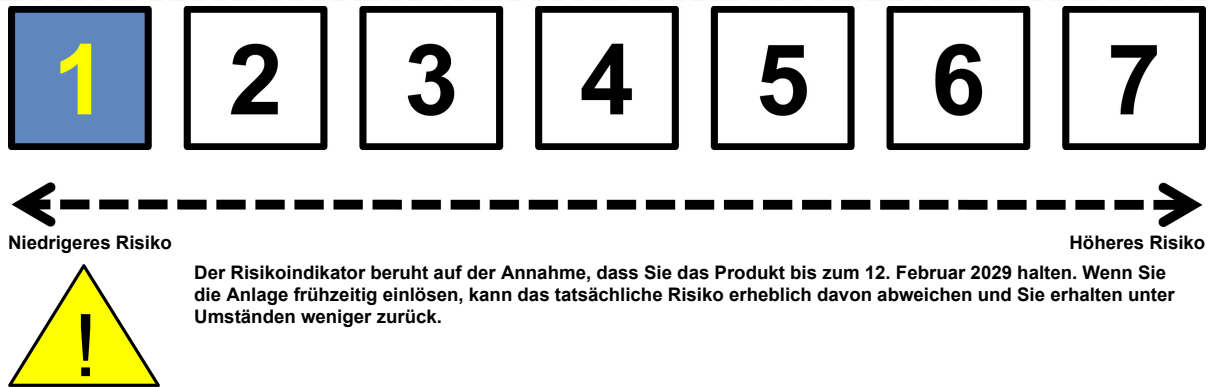 1 2 3 4 5 6 7
Niedrigeres Risiko Höheres Risiko
Der Risikoindikator beruht auf der Annahme, dass Sie das Produkt bis zum 12. Februar 2029 halten. Wenn Sie
die Anlage frühzeitig einlösen, kann das tatsächliche Risiko erheblich davon abweichen und Sie erhalten unter
Umständen weniger zurück.
!